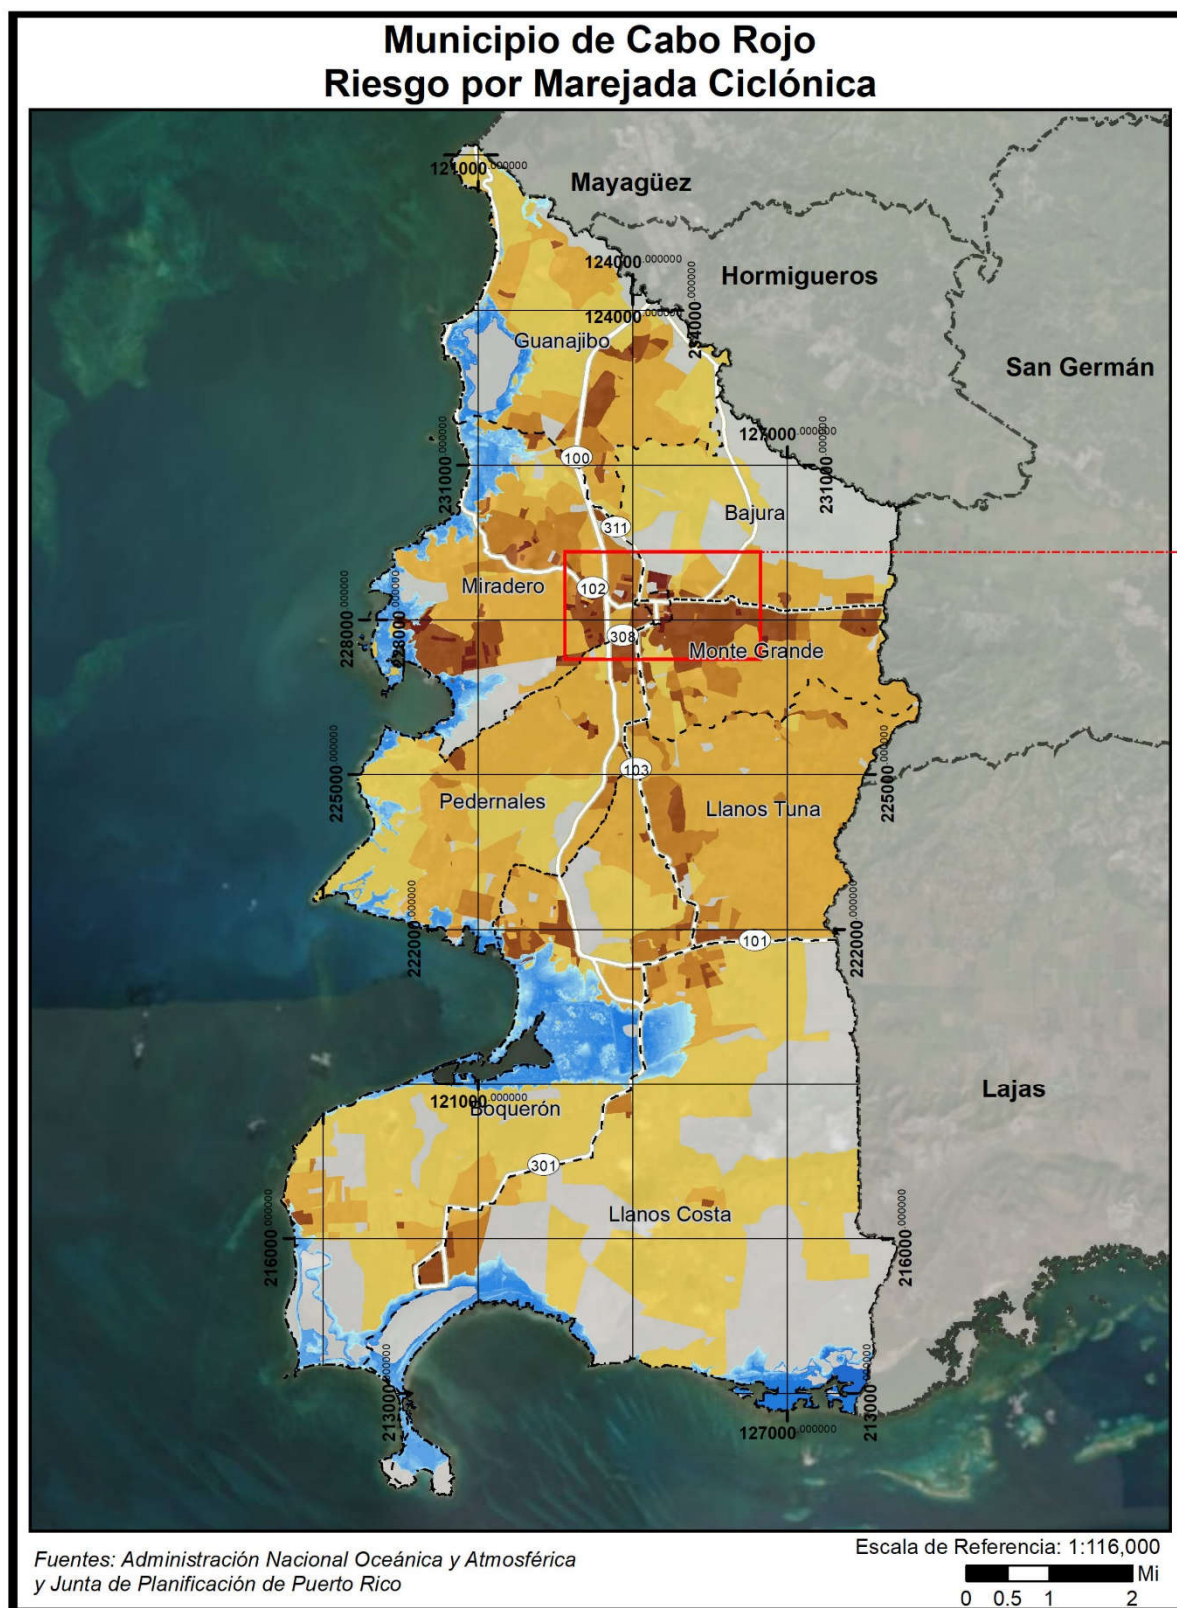 Municipio de Cabo Rojo
Riesgo por Marejada Ciclónica
121000.000000
Mayagüez
124000.000000
Hormigueros
124000.000000
234000.000000
Guanajibo
San Germán
127000.000000
100
231000.000000
231000.000000
Bajura
311
Miradero
102
228000.000000
228000.000000
308
Monte Grande
225000.000000
103
225000.000000
Pedernales
Llanos Tuna
222000.000000
101
222000.000000
121000.000000
Boquerón
Lajas
301
Llanos Costa
216000.000000
216000.000000
213000.000000
213000.000000
127000.000000
Fuentes: Administración Nacional Oceánica y Atmosférica
y Junta de Planificación de Puerto Rico
Escala de Referencia: 1:116,000
Mi
0 0.5 1 2